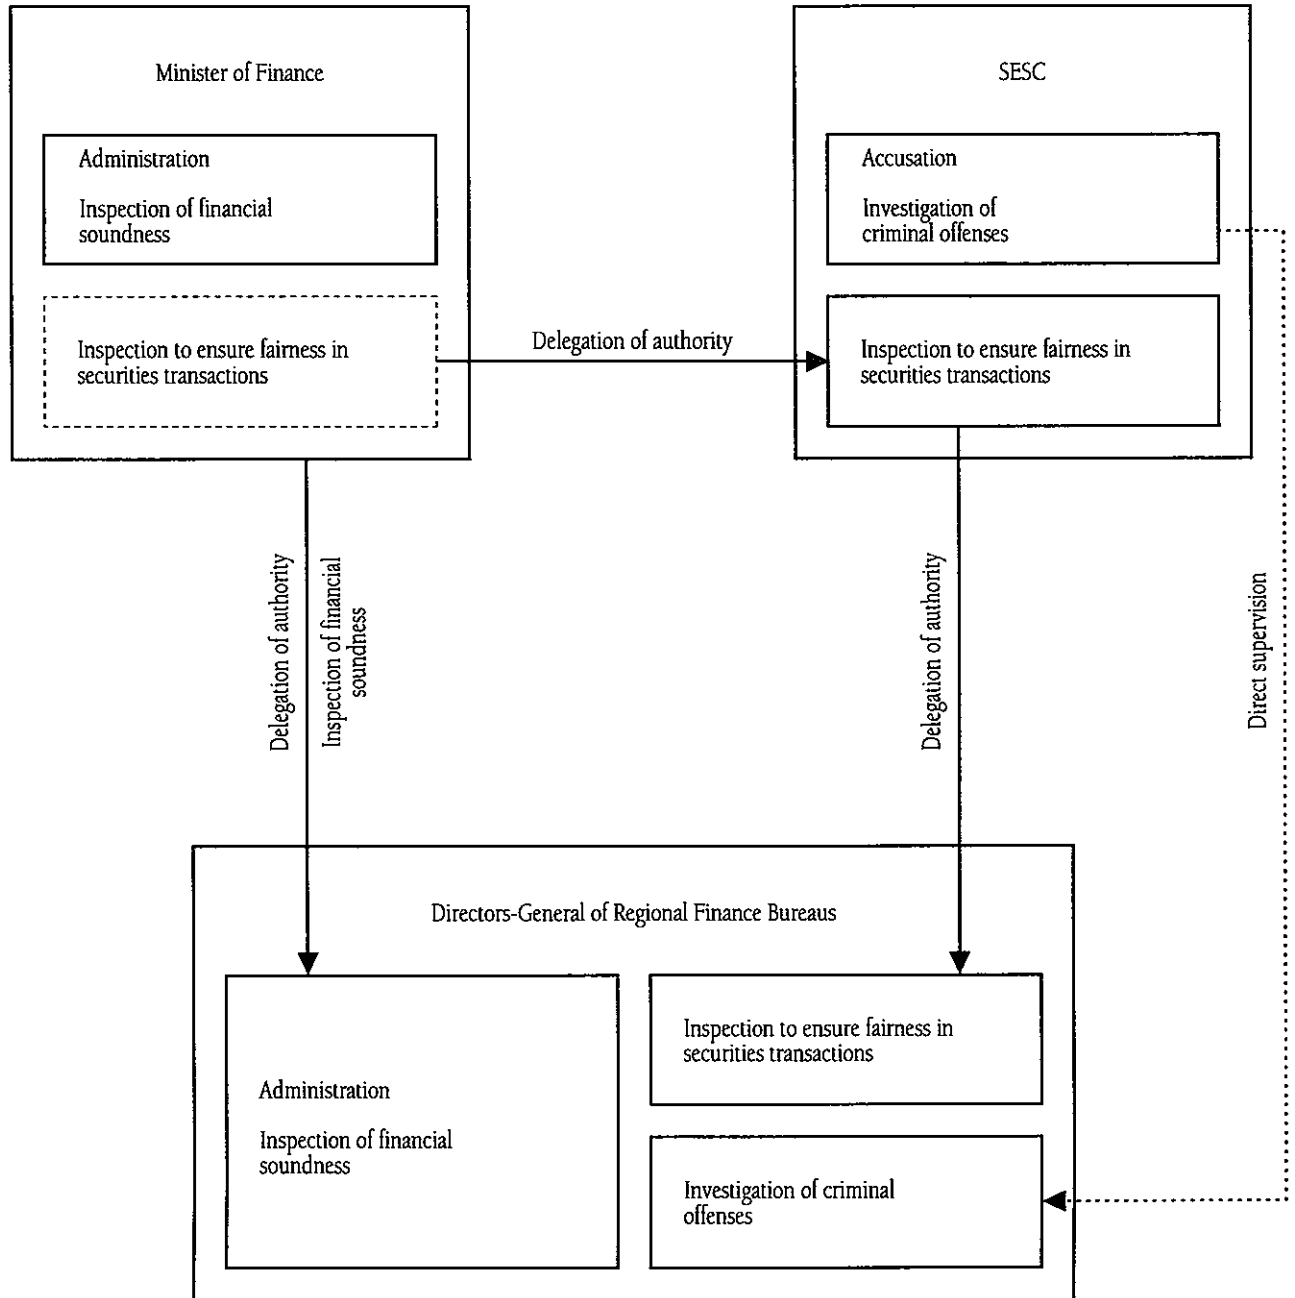 Minister of Finance
Administration
Inspection of financial
soundness
Inspection to ensure fairness in
securities transactions
Delegation of authority
SESC
Accusation
Investigation of
criminal offenses
Inspection to ensure fairness in
securities transactions
Delegation of authority
Inspection of financial
soundness
Delegation of authority
Direct supervision
Directors-General of Regional Finance Bureaus
Administration
Inspection of financial
soundness
Inspection to ensure fairness in
securities transactions
Investigation of criminal
offenses